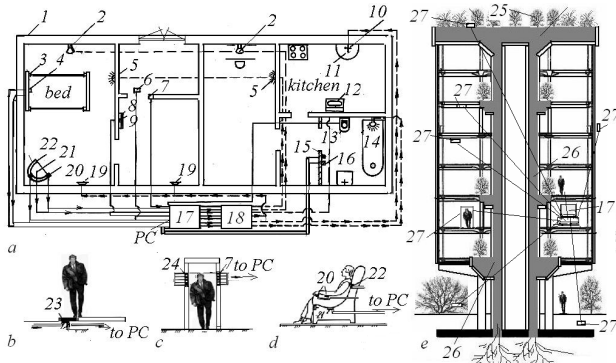 1 2 2 10 27 25
3
4 5 6 7 5 kitchen 11
bed 12
8
9 13 14 27 27
22 15 27
21 16 26
20 19 19
17 18 17
PC
a 27
24 7 to PC 20 22
23 to PC to PC
b c d e 26 27